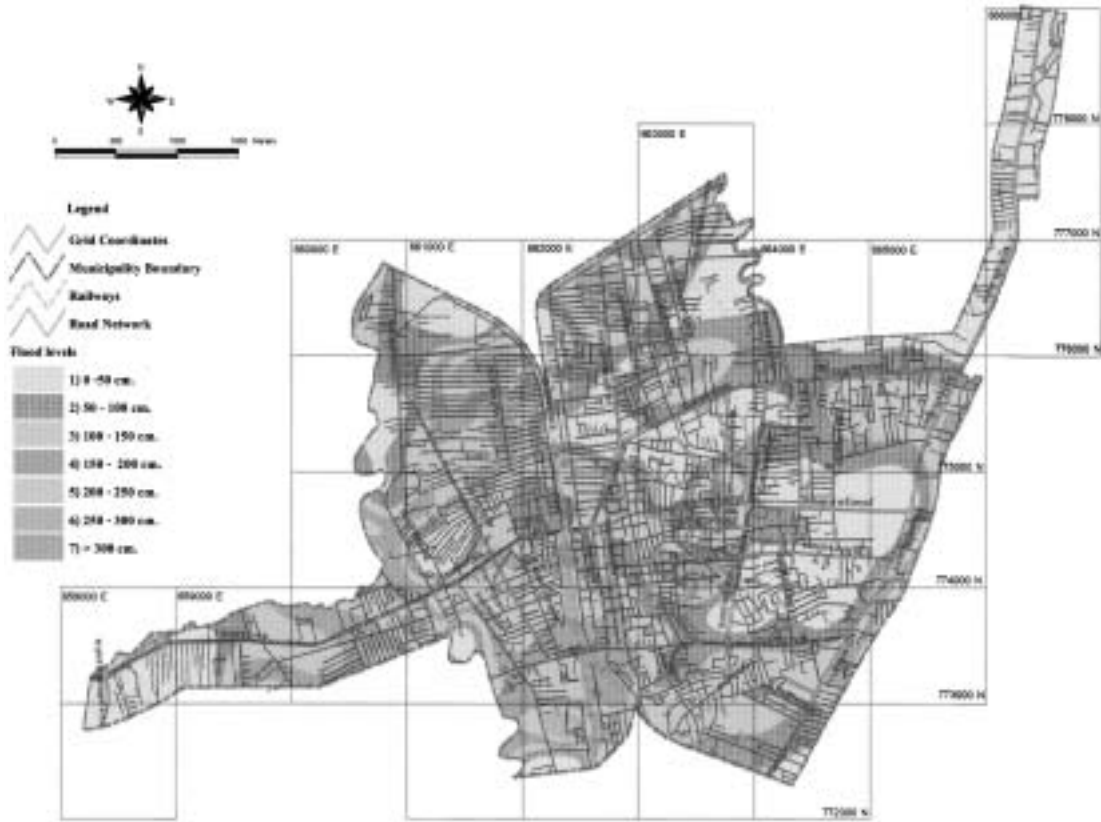 N
W E
0
Legend
Grid Coordinates
Municipality Boundary
Railways
Road Network
Flood levels
1) 0 -50 cm.
2) 50 - 100 cm.
3) 100 - 150 cm.
4) 150 - 200 cm.
5) 200 - 250 cm.
6) 250 - 300 cm.
7) > 300 cm.
778000 N
777000 N
776000 N
775000 N
774000 N
773000 N
772000 N
658000 E
659000 E
660000 E
661000 E
663000 E
664000 E
665000 E